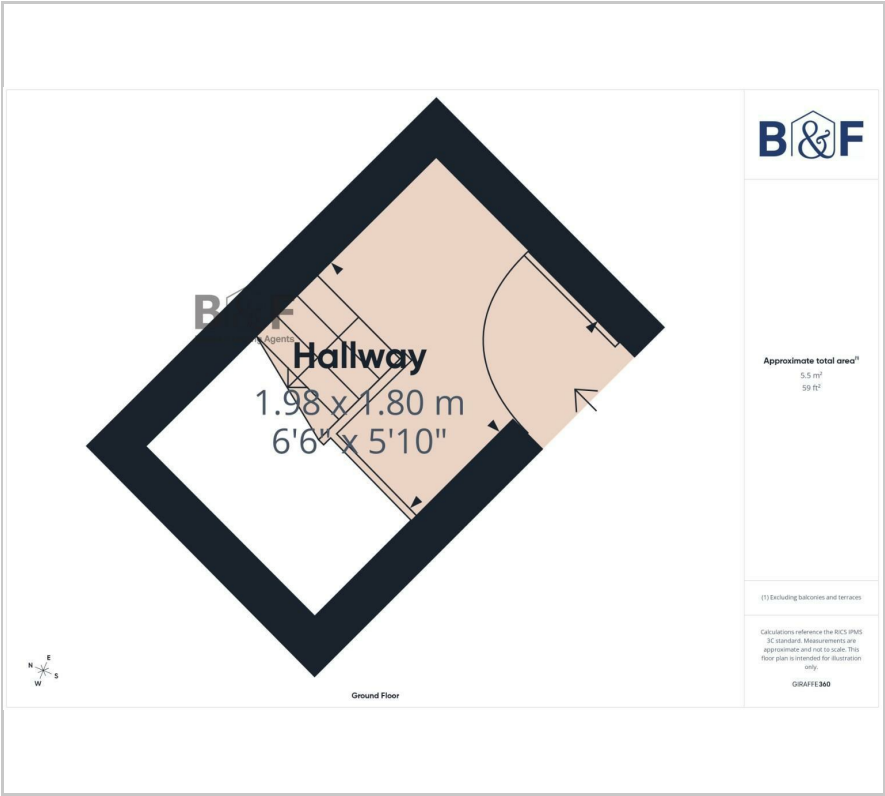 B&F
B&F
g Agents
Hallway
1.98 x 1.80 m
6'6" x 5'10"
Approximate total area(1)
5.5 m²
59 ft²
(1) Excluding balconies and terraces
Calculations reference the RICS IPMS
3C standard. Measurements are
approximate and not to scale. This
floor plan is intended for illustration
only.
GIRAFFE360
E
N
S
W
Ground Floor